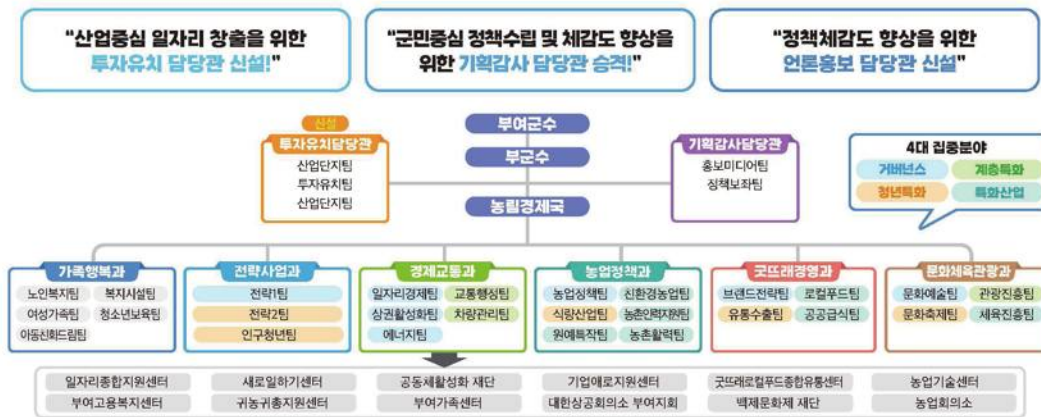 "산업중심 일자리 창출을 위한
투자유치 담당관 신설!"
"군민중심 정책수립 및 체감도 향상을
위한 기획감사 담당관 승격!"
"정책체감도 향상을 위한
언론홍보 담당관 신설"
신설
투자유치담당관
산업단지팀
투자유치팀
산업단지팀
부여군수
부군수
농림경제국
기획감사담당관
홍보미디어팀
정책보좌팀
4대 집중분야
거버넌스 계층특화
청년특화 특화산업
가족행복과
노인복지팀 복지시설팀
여성가족팀 청소년보육팀
아동친화드림팀
전략사업과
전략1팀
전략2팀
인구청년팀
경제교통과
일자리경제팀 교통행정팀
상권활성화팀 차량관리팀
에너지팀
농업정책과
농업정책팀 친환경농업팀
식량산업팀 농촌인력지원팀
원예특작팀 농촌활력팀
굿뜨래경영과
브랜드전략팀 로컬푸드팀
유통수출팀 공공급식팀
문화체육관광과
문화예술팀 관광진흥팀
문화축제팀 체육진흥팀
일자리종합지원센터 새로일하기센터 공동체활성화 재단 기업애로지원센터 굿뜨래로컬푸드종합유통센터 농업기술센터
부여고용복지센터 귀농귀촌지원센터 부여가족센터 대한상공회의소 부여지회 백제문화제 재단 농업회의소